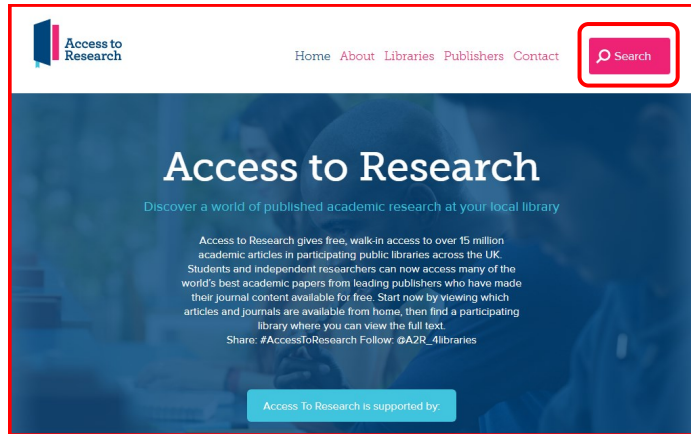 Access to
Research
Home About Libraries Publishers Contact
Search
Access to Research
Discover a world of published academic research at your local library
Access to Research gives free, walk-in access to over 15 million
academic articles in participating public libraries across the UK.
Students and independent researchers can now access many of the
world's best academic papers from leading publishers who have made
their journal content available for free. Start now by viewing which
articles and journals are available from home, then find a participating
library where you can view the full text.
Share: #AccessToResearch Follow: @A2R_4libraries
Access To Research is supported by: